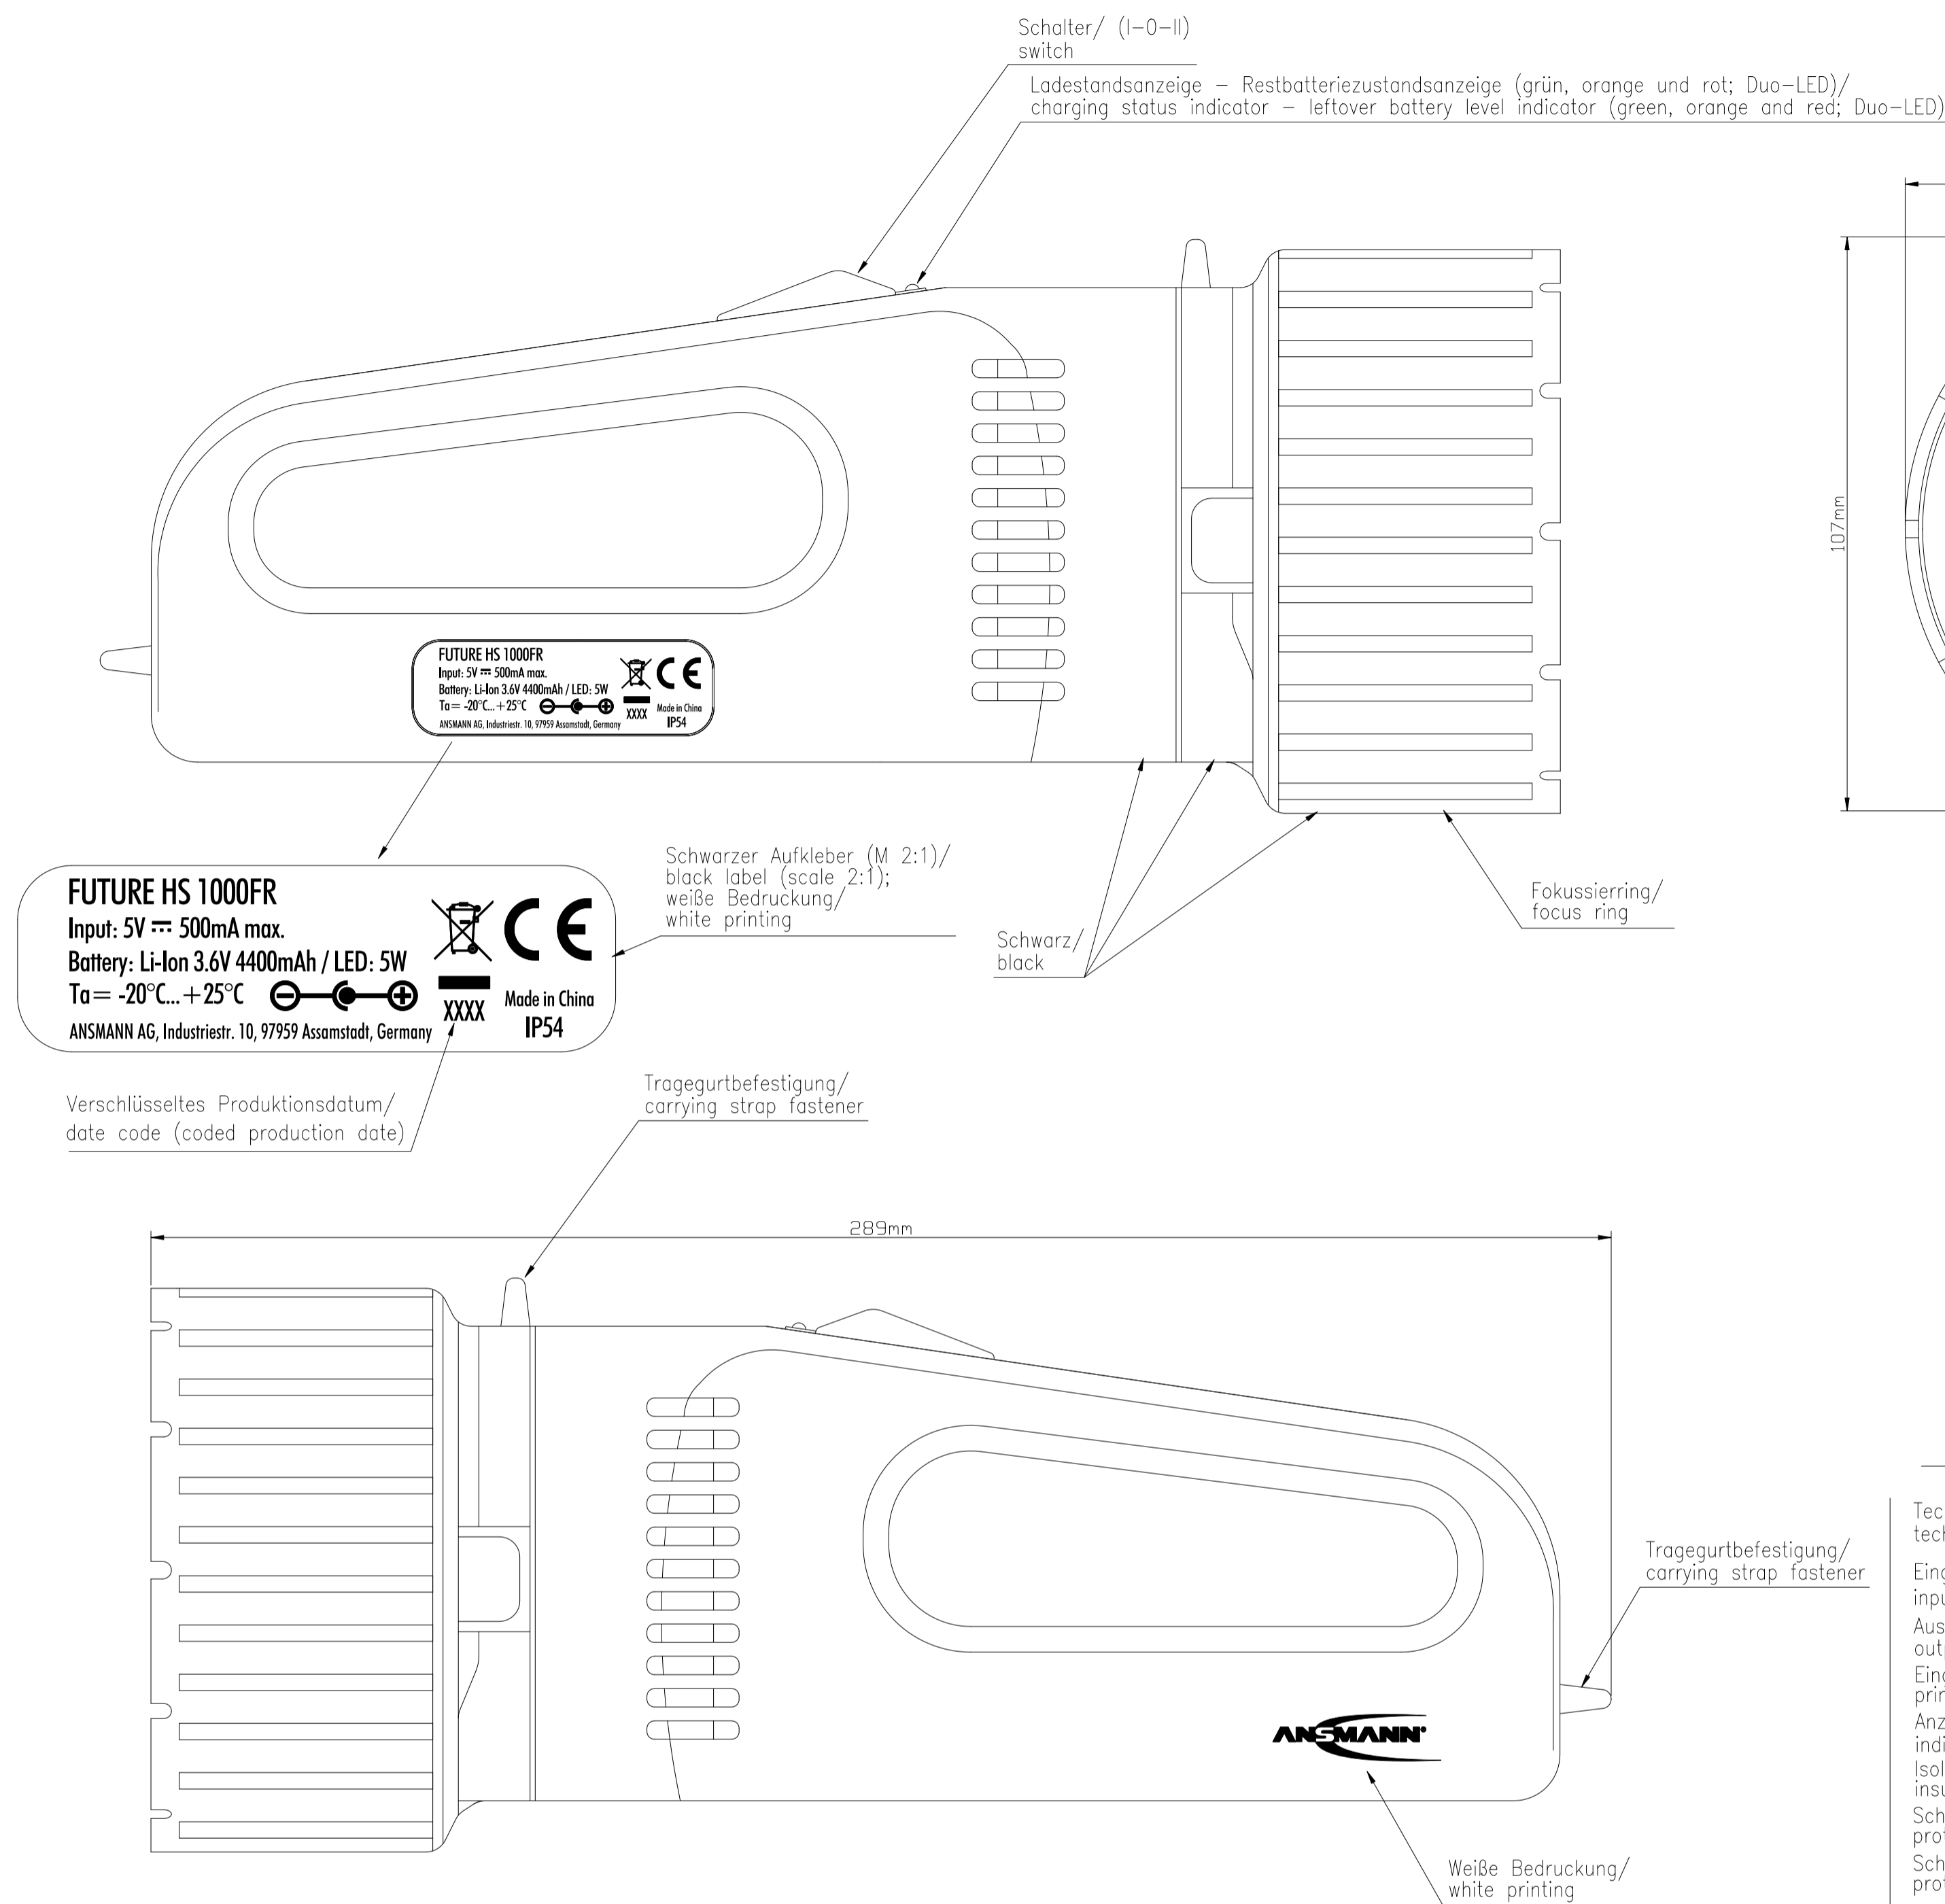 Schalter/ (I-0-II)
switch
Ladestandsanzeige - Restbatteriezustandsanzeige (grün, orange und rot; Duo-LED)/
charging status indicator - leftover battery level indicator (green, orange and red; Duo-LED)
107mm
FUTURE HS 1000FR
Input: 5V ⎓ 500mA max.
Battery: Li-Ion 3.6V 4400mAh / LED: 5W
Ta= -20°C...+25°C
XXXX
Made in China
IP54
ANSMANN AG, Industriestr. 10, 97959 Assamstadt, Germany
CE
FUTURE HS 1000FR
Input: 5V ⎓ 500mA max.
Battery: Li-Ion 3.6V 4400mAh / LED: 5W
Ta= -20°C...+25°C
XXXX
Made in China
IP54
ANSMANN AG, Industriestr. 10, 97959 Assamstadt, Germany
CE
Schwarzer Aufkleber (M 2:1)/
black label (scale 2:1);
weiße Bedruckung/
white printing
Schwarz/
black
Fokussierring/
focus ring
Verschlüsseltes Produktionsdatum/
date code (coded production date)
Tragegurtbefestigung/
carrying strap fastener
289mm
Tragegurtbefestigung/
carrying strap fastener
ANSMANN®
Weiße Bedruckung/
white printing